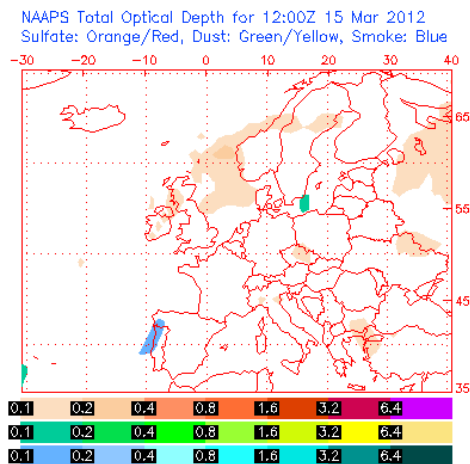 NAAPS Total Optical Depth for 12:00Z 15 Mar 2012
Sulfate: Orange/Red, Dust: Green/Yellow, Smoke: Blue
-30 -20 -10 0 10 20 30 40
65
55
45
35
0.1 0.2 0.4 0.8 1.6 3.2 6.4
0.1 0.2 0.4 0.8 1.6 3.2 6.4
0.1 0.2 0.4 0.8 1.6 3.2 6.4